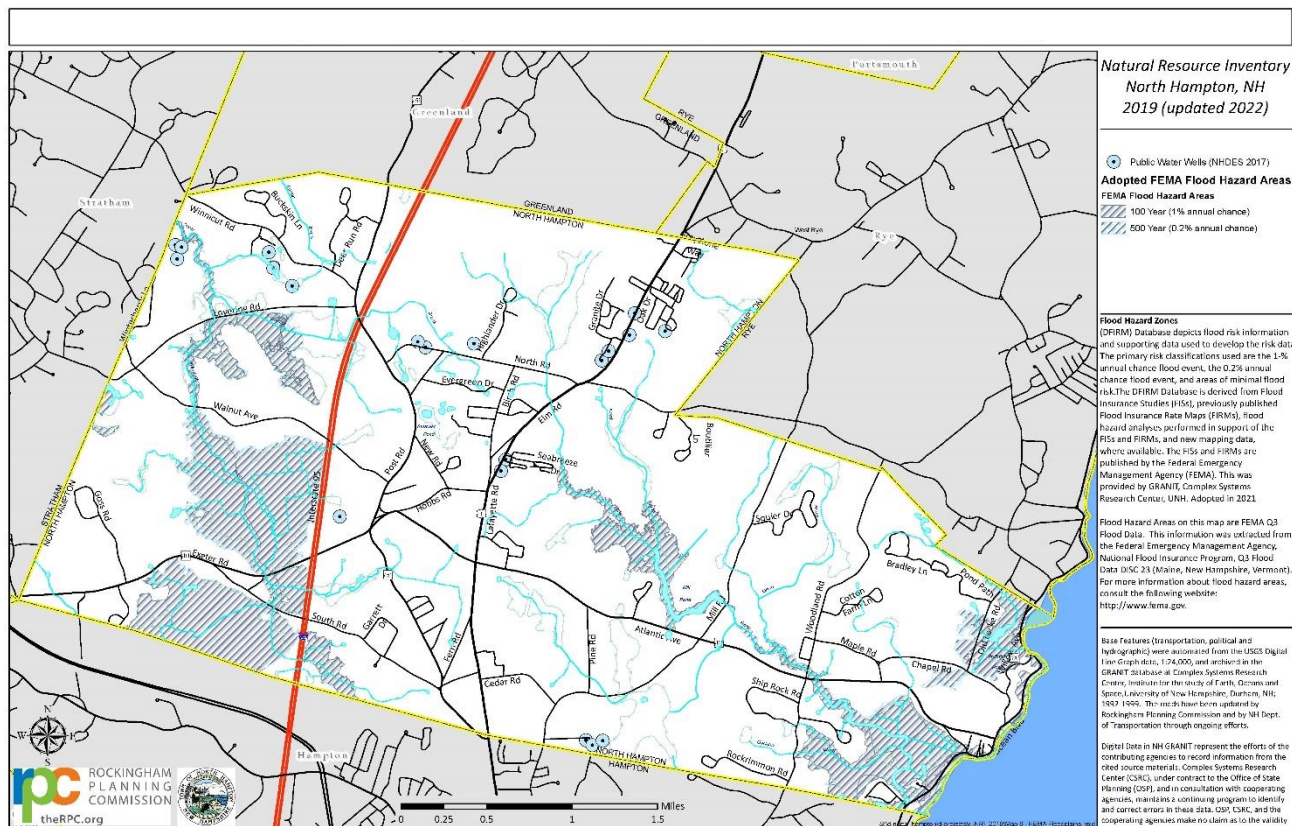 Natural Resource Inventory
North Hampton, NH
2019 (updated 2022)
Public Water Wells (NHDES 2017)
Adopted FEMA Flood Hazard Areas
FEMA Flood Hazard Areas
100 Year (1% annual chance)
500 Year (0.2% annual chance)
Flood Hazard Zones
(DFIRM) Database depicts flood risk information
and supporting data used to develop the risk data
The primary risk classifications used are the 1-%
annual chance flood event, the 0.2% annual
chance flood event, and areas of minimal flood
risk.The DFIRM Database is derived from Flood
Insurance Studies (FISs), previously published
Flood Insurance Rate Maps (FIRMs), flood
hazard analyses performed in support of the
FISs and FIRMs, and new mapping data,
where available. The FISs and FIRMs are
published by the Federal Emergency
Management Agency (FEMA). This was
provided by GRANIT, Complex Systems
Research Center, UNH. Adopted in 2021
Flood Hazard Areas on this map are FEMA Q3
Flood Data. This information was extracted from
the Federal Emergency Management Agency,
National Flood Insurance Program, Q3 Flood
Data DISC 23 (Maine, New Hampshire, Vermont).
For more information about flood hazard areas,
consult the following website:
http://www.fema.gov.
Base Features (transportation, political and
hydrographic) were automated from the USGS Digital
Line Graph data, 1:24,000, and archived in the
GRANIT database at Complex Systems Research
Center, Institute for the study of Earth, Oceans and
Space, University of New Hampshire, Durham, NH;
1992-1999. The roads have been updated by
Rockingham Planning Commission and by NH Dept.
of Transportation through ongoing efforts.
Digital Data in NH GRANIT represent the efforts of the
contributing agencies to record information from the
cited source materials. Complex Systems Research
Center (CSRC), under contract to the Office of State
Planning (OSP), and in consultation with cooperating
agencies, maintains a continuing program to identify
and correct errors in these data. OSP, CSRC, and the
cooperating agencies make no claim as to the validity
Portsmouth
Greenland
RYE
GREENLAND
Stratham
GREENLAND
NORTH HAMPTON
West Rye
Rye
Winnicut Rd
Buckskin Ln
Deer Run Rd
Way
Lovering Rd
Granite Dr
Oak Dr
Highlander Dr
NORTH HAMPTON
RYE
North Rd
Evergreen Dr
Birch Rd
Elm Rd
Walnut Ave
Boutilier
Post Rd
New Rd
Seabreeze
Dr
Hobbs Rd
Lafayette Rd
1
Interstate 95
STRATHAM
NORTH HAMPTON
Goss Rd
Squier Dr
Exeter Rd
Bradley Ln
Pond Path
Cotton
Farm Ln
Woodland Rd
Mill Rd
South Rd
Garrett
Dr
Fern Rd
Pine Rd
Atlantic Ave
Maple Rd
Chapel Rd
Cedar Rd
Ship Rock Rd
Rockrimmon Rd
Hampton
NORTH HAMPTON
HAMPTON
N
W
E
S
rpc
ROCKINGHAM
PLANNING
COMMISSION
theRPC.org
0 0.25 0.5 1 1.5
Miles